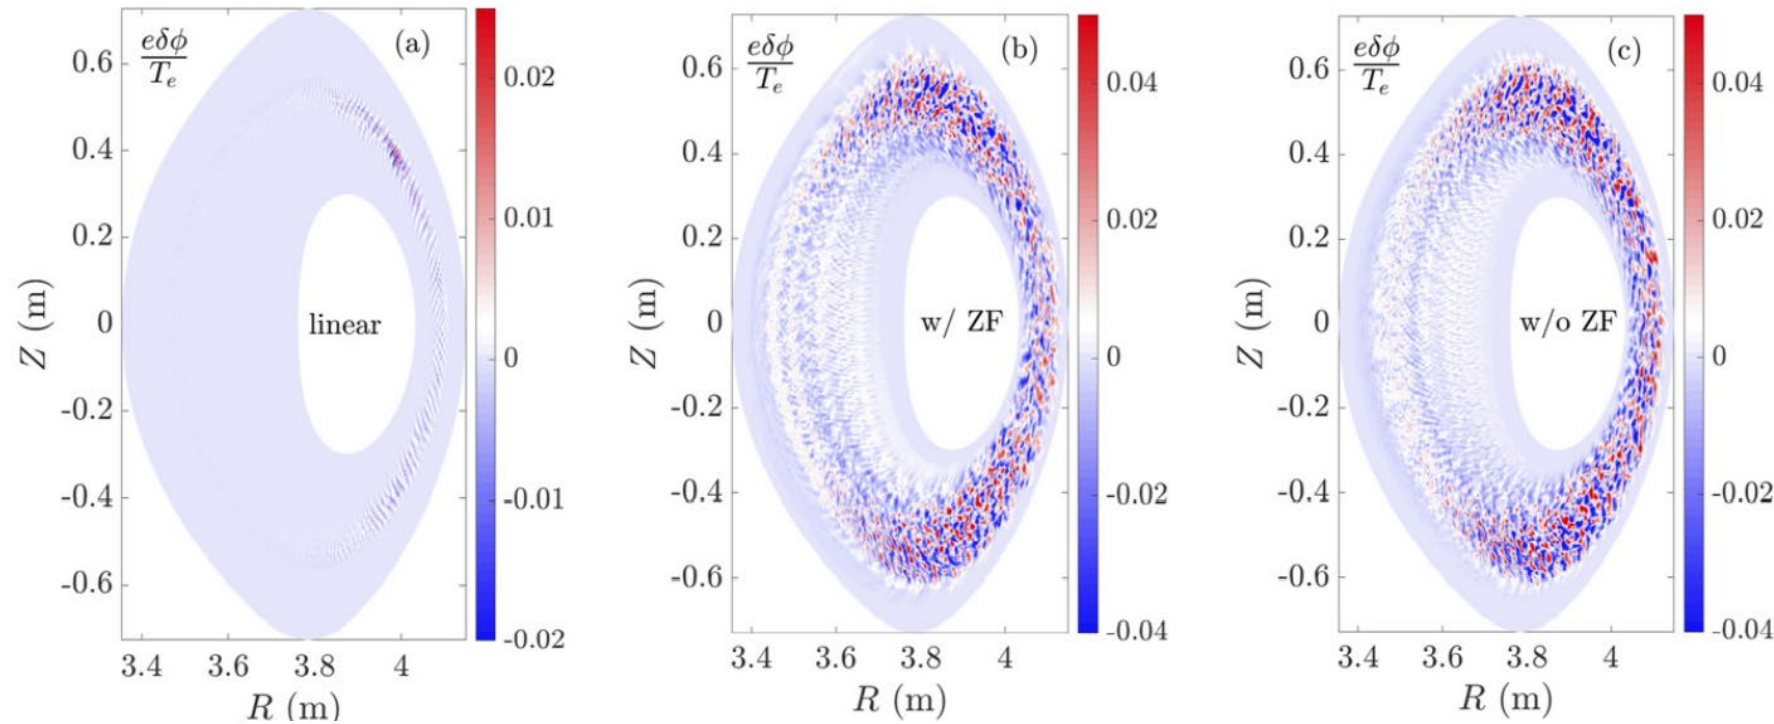 eδϕ
T_e
(a)
0.6
0.4
0.2
0
-0.2
-0.4
-0.6
Z (m)
linear
3.4 3.6 3.8 4
R (m)
0.02
0.01
0
-0.01
-0.02
eδϕ
T_e
(b)
0.6
0.4
0.2
0
-0.2
-0.4
-0.6
Z (m)
w/ ZF
3.4 3.6 3.8 4
R (m)
0.04
0.02
0
-0.02
-0.04
eδϕ
T_e
(c)
0.6
0.4
0.2
0
-0.2
-0.4
-0.6
Z (m)
w/o ZF
3.4 3.6 3.8 4
R (m)
0.04
0.02
0
-0.02
-0.04